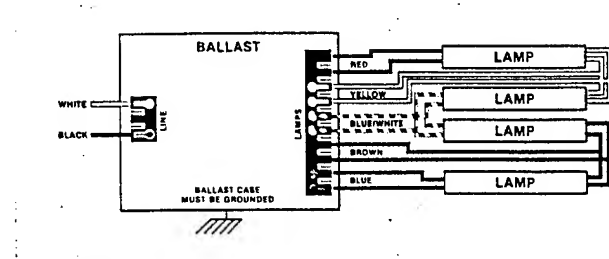 BALLAST
RED
LAMP
YELLOW
LAMP
WHITE
LINE
LAMPS
BLUE/WHITE
LAMP
BLACK
BROWN
BLUE
LAMP
BALLAST CASE
MUST BE GROUNDED